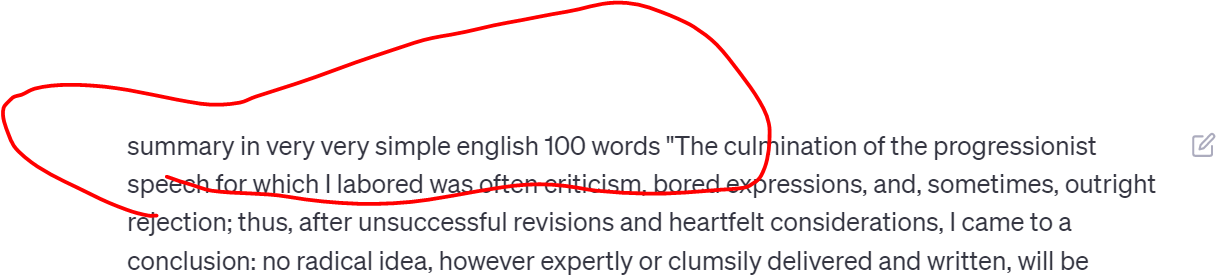 summary in very very simple english 100 words "The culmination of the progressionist
speech for which I labored was often criticism, bored expressions, and, sometimes, outright
rejection; thus, after unsuccessful revisions and heartfelt considerations, I came to a
conclusion: no radical idea, however expertly or clumsily delivered and written, will be